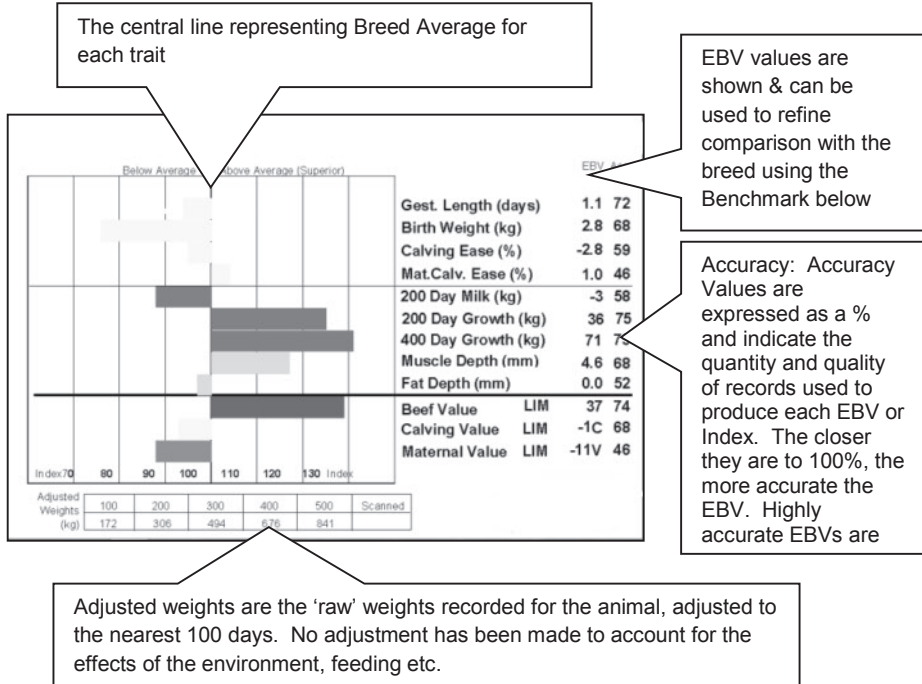 The central line representing Breed Average for
each trait
EBV values are
shown & can be
used to refine
comparison with the
breed using the
Benchmark below
Below Average
Above Average (Superior)
EBV
Gest. Length (days) 1.1 72
Birth Weight (kg) 2.8 68
Calving Ease (%) -2.8 59
Mat.Calv. Ease (%) 1.0 46
200 Day Milk (kg) -3 58
200 Day Growth (kg) 36 75
400 Day Growth (kg) 71
Muscle Depth (mm) 4.6 68
Fat Depth (mm) 0.0 52
Beef Value LIM 37 74
Calving Value LIM -1C 68
Maternal Value LIM -11V 46
Index70 80 90 100 110 120 130 Index
Accuracy: Accuracy
Values are
expressed as a %
and indicate the
quantity and quality
of records used to
produce each EBV or
Index. The closer
they are to 100%, the
more accurate the
EBV. Highly
accurate EBVs are
Adjusted
Weights
(kg)
100 200 300 400 500 Scanned
172 306 494 676 841
Adjusted weights are the 'raw' weights recorded for the animal, adjusted to
the nearest 100 days. No adjustment has been made to account for the
effects of the environment, feeding etc.